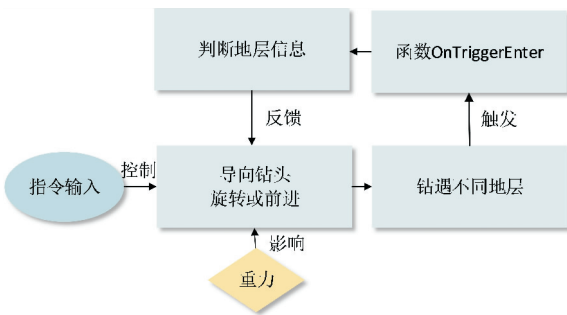 判断地层信息
函数OnTriggerEnter
反馈
触发
指令输入
控制
导向钻头
旋转或前进
钻遇不同地层
影响
重力